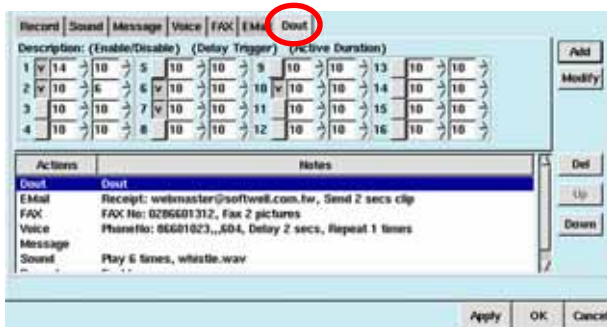 Record Sound Message Voice FAX EMail Dout
Description: (Enable/Disable) (Delay Trigger) (Active Duration)
1 v 14 10 5 10 10 9 10 10 13 10 10
2 v 10 6 6 v 10 10 10 v 10 10 14 10 10
3 10 10 7 v 10 10 11 10 10 15 10 10
4 10 10 8 10 10 12 10 10 16 10 10
Add
Modify
Actions Notes
Dout Dout
EMail Receipt: webmaster@softwell.com.tw, Send 2 secs clip
FAX FAX No: 0286601312, Fax 2 pictures
Voice PhoneNo: 86601023,,,604, Delay 2 secs, Repeat 1 times
Message
Sound Play 6 times, whistle.wav
Del
Up
Down
Apply OK Cancel